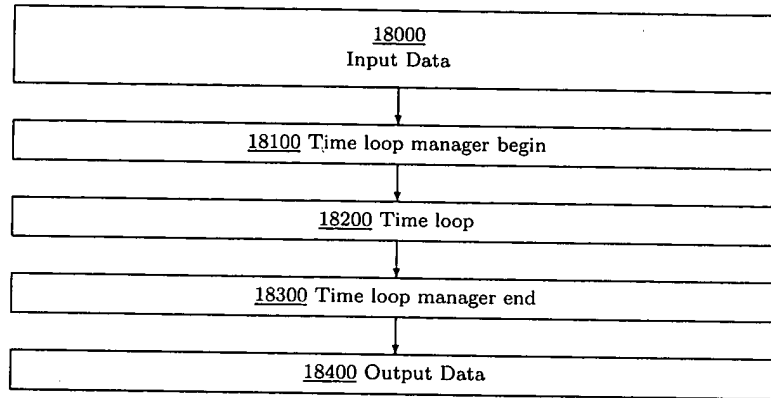 18000
Input Data
18100 Time loop manager begin
18200 Time loop
18300 Time loop manager end
18400 Output Data